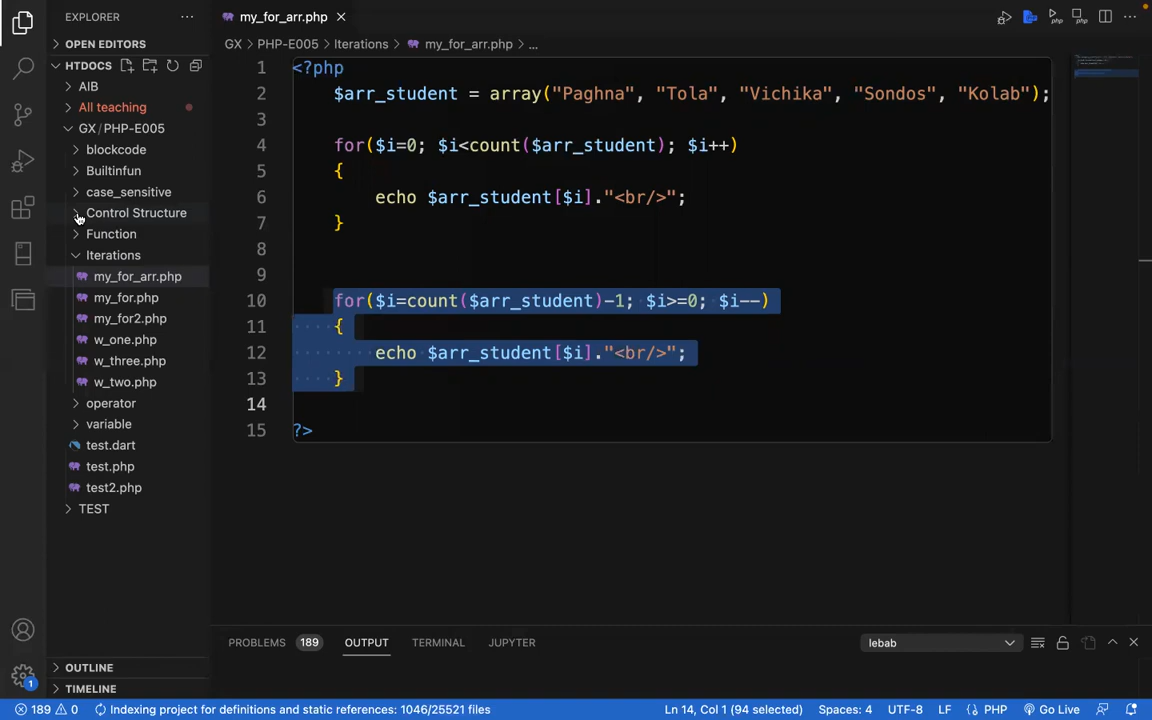 EXPLORER
my_for_arr.php
OPEN EDITORS
GX PHP-E005 Iterations my_for_arr.php ...
HTDOCS
AIB
All teaching
GX / PHP-E005
blockcode
Builtinfun
case_sensitive
Control Structure
Function
Iterations
my_for_arr.php
my_for.php
my_for2.php
w_one.php
w_three.php
w_two.php
operator
variable
test.dart
test.php
test2.php
TEST
OUTLINE
TIMELINE
1 <?php
2 $arr_student = array("Paghna", "Tola", "Vichika", "Sondos", "Kolab");
3
4 for($i=0; $i<count($arr_student); $i++)
5 {
6 echo $arr_student[$i]."<br/>";
7 }
8
9
10 for($i=count($arr_student)-1; $i>=0; $i--)
11 {
12 echo $arr_student[$i]."<br/>";
13 }
14
15 ?>
PROBLEMS 189 OUTPUT TERMINAL JUPYTER lebab
1
189 0 Indexing project for definitions and static references: 1046/25521 files Ln 14, Col 1 (94 selected) Spaces: 4 UTF-8 LF {} PHP Go Live